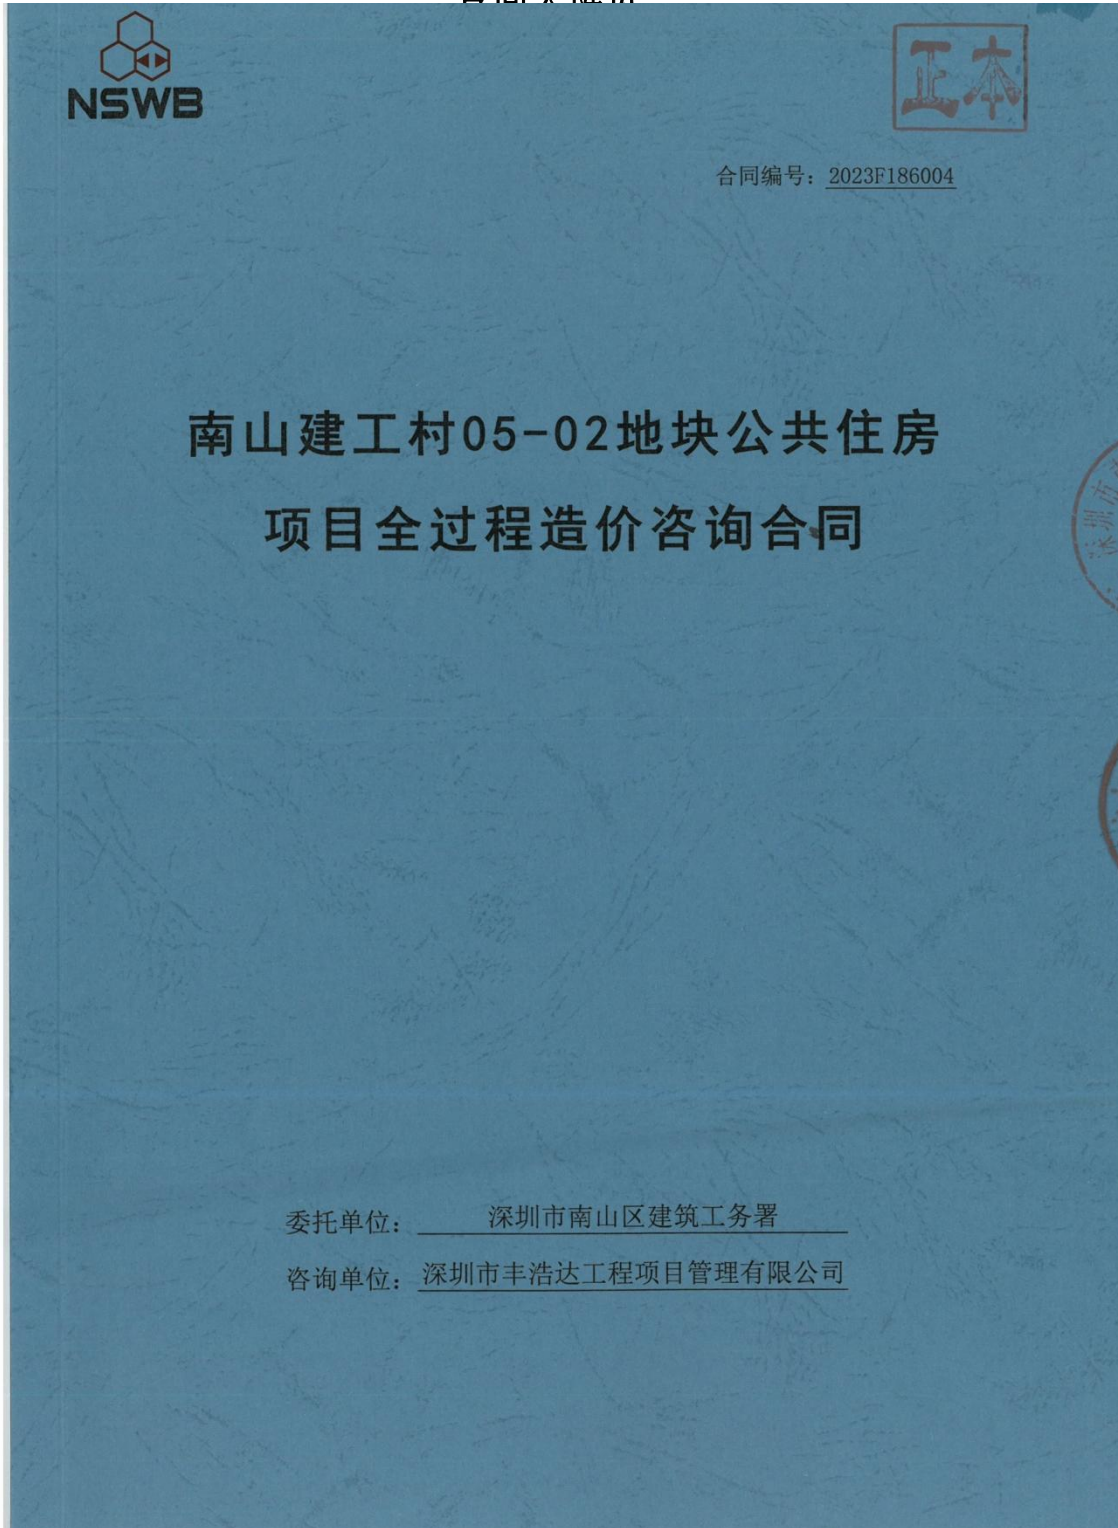 NSWB
正本
合同编号：2023F186004
南山建工村05-02地块公共住房
项目全过程造价咨询合同
深圳市
委托单位：深圳市南山区建筑工务署
咨询单位：深圳市丰浩达工程项目管理有限公司